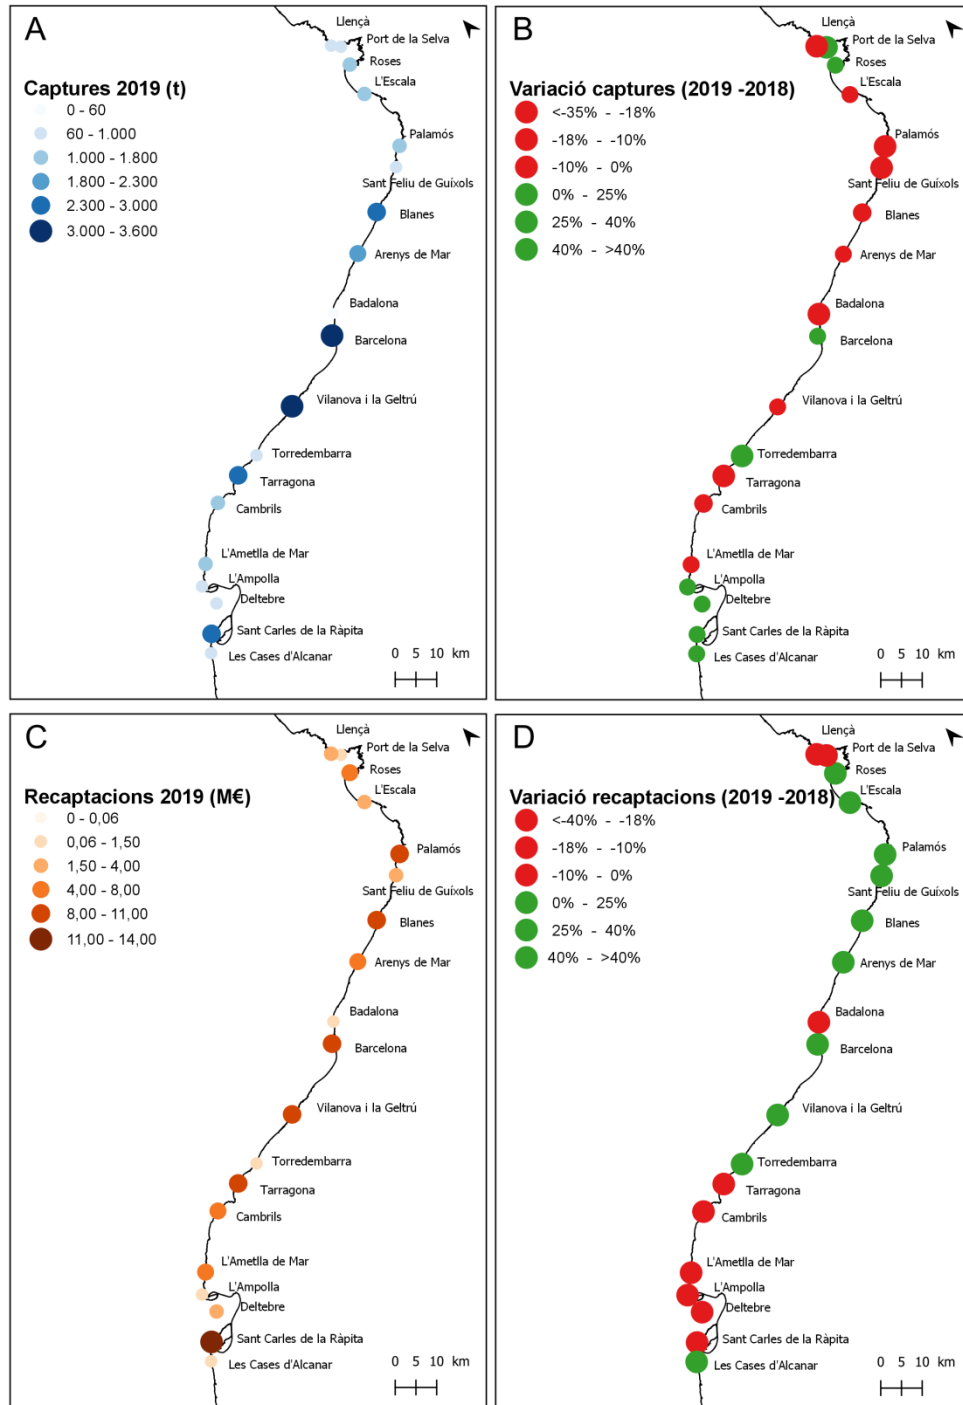 A
Llençà
Port de la Selva
Roses
L'Escala
Captures 2019 (t)
0 - 60
60 - 1.000
1.000 - 1.800
1.800 - 2.300
2.300 - 3.000
3.000 - 3.600
Palamós
Sant Feliu de Guíxols
Blanes
Arenys de Mar
Badalona
Barcelona
Vilanova i la Geltrú
Torredembarra
Tarragona
Cambrils
L'Ametlla de Mar
L'Ampolla
Deltebre
Sant Carles de la Ràpita
Les Cases d'Alcanar
0 5 10 km
B
Llençà
Port de la Selva
Roses
L'Escala
Variació captures (2019 -2018)
<-35% - -18%
-18% - -10%
-10% - 0%
0% - 25%
25% - 40%
40% - >40%
Palamós
Sant Feliu de Guíxols
Blanes
Arenys de Mar
Badalona
Barcelona
Vilanova i la Geltrú
Torredembarra
Tarragona
Cambrils
L'Ametlla de Mar
L'Ampolla
Deltebre
Sant Carles de la Ràpita
Les Cases d'Alcanar
0 5 10 km
C
Llençà
Port de la Selva
Roses
L'Escala
Recaptacions 2019 (M€)
0 - 0,06
0,06 - 1,50
1,50 - 4,00
4,00 - 8,00
8,00 - 11,00
11,00 - 14,00
Palamós
Sant Feliu de Guíxols
Blanes
Arenys de Mar
Badalona
Barcelona
Vilanova i la Geltrú
Torredembarra
Tarragona
Cambrils
L'Ametlla de Mar
L'Ampolla
Deltebre
Sant Carles de la Ràpita
Les Cases d'Alcanar
0 5 10 km
D
Llençà
Port de la Selva
Roses
L'Escala
Variació recaptacions (2019 -2018)
<-40% - -18%
-18% - -10%
-10% - 0%
0% - 25%
25% - 40%
40% - >40%
Palamós
Sant Feliu de Guíxols
Blanes
Arenys de Mar
Badalona
Barcelona
Vilanova i la Geltrú
Torredembarra
Tarragona
Cambrils
L'Ametlla de Mar
L'Ampolla
Deltebre
Sant Carles de la Ràpita
Les Cases d'Alcanar
0 5 10 km